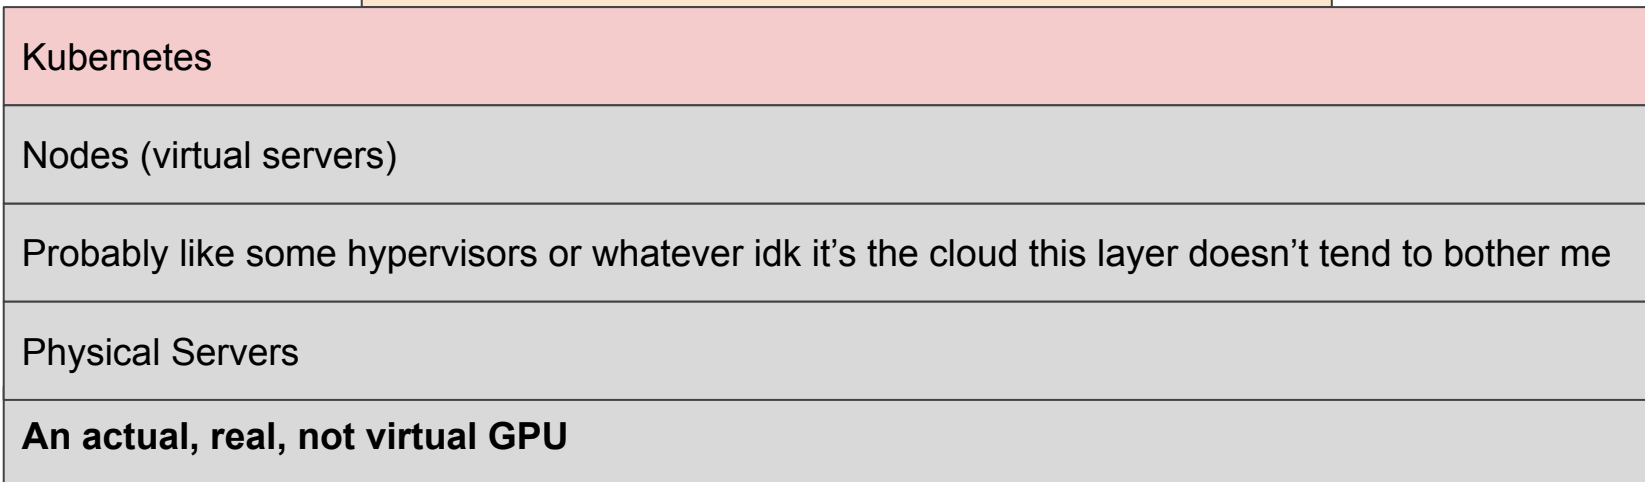 Kubernetes
Nodes (virtual servers)
Probably like some hypervisors or whatever idk it’s the cloud this layer doesn’t tend to bother me
Physical Servers
An actual, real, not virtual GPU